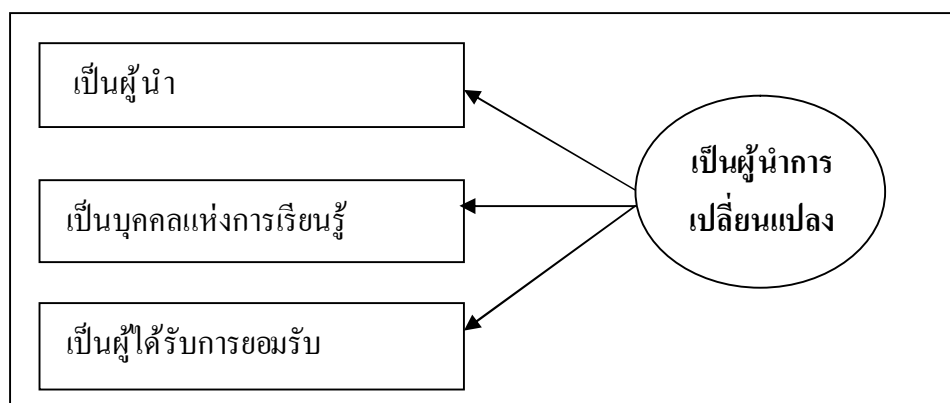 เป็นผู้นำ
เป็นบุคคลแห่งการเรียนรู้
เป็นผู้ได้รับการยอมรับ
เป็นผู้นำการ
เปลี่ยนแปลง